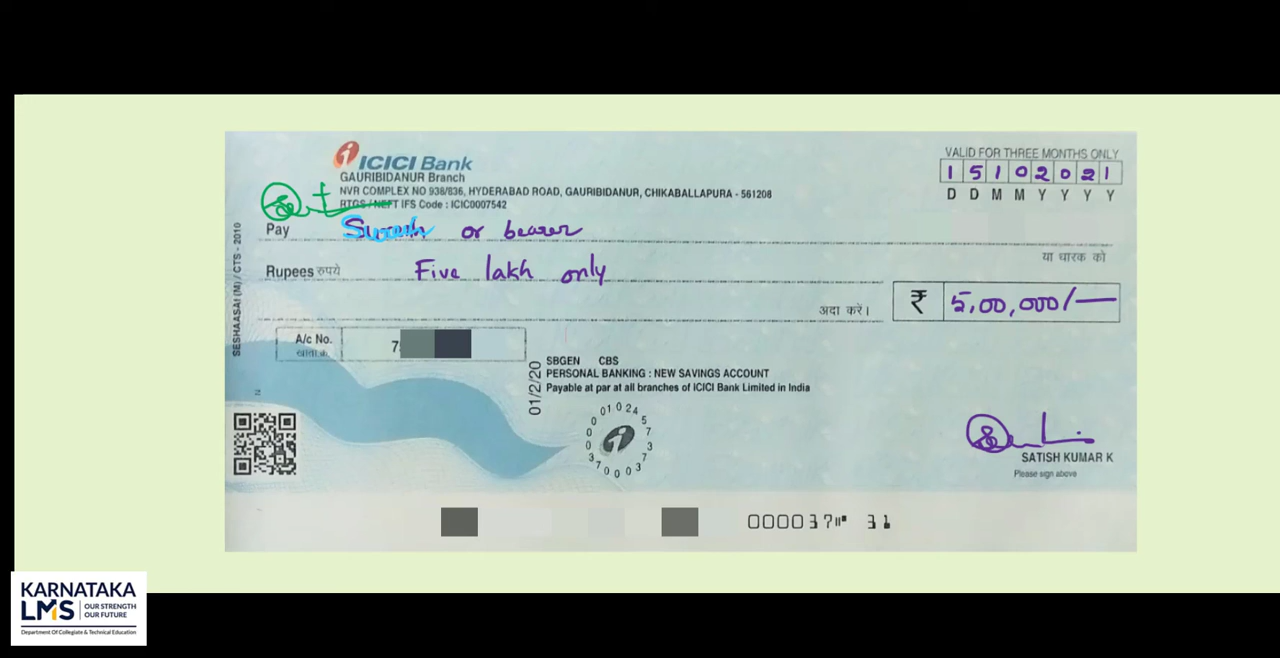 ICICI Bank
GAURIBIDANUR Branch
NVR COMPLEX NO 938/836, HYDERABAD ROAD, GAURIBIDANUR, CHIKABALLAPURA - 561208
RTGS / NEFT IFS Code : ICIC0007542
VALID FOR THREE MONTHS ONLY
1 5 1 0 2 0 2 1
D D M M Y Y Y Y
Pay Suresh or bearer
या धारक को
Rupees रुपये Five lakh only
अदा करें।
₹ 5,00,000/-
A/c No. 7
SESHAASAI (M) / CTS - 2010
01/2/20
SBGEN CBS
PERSONAL BANKING : NEW SAVINGS ACCOUNT
Payable at par at all branches of ICICI Bank Limited in India
SATISH KUMAR K
Please sign above
000037 31
KARNATAKA
LMS OUR STRENGTH
OUR FUTURE
Department Of Collegiate & Technical Education